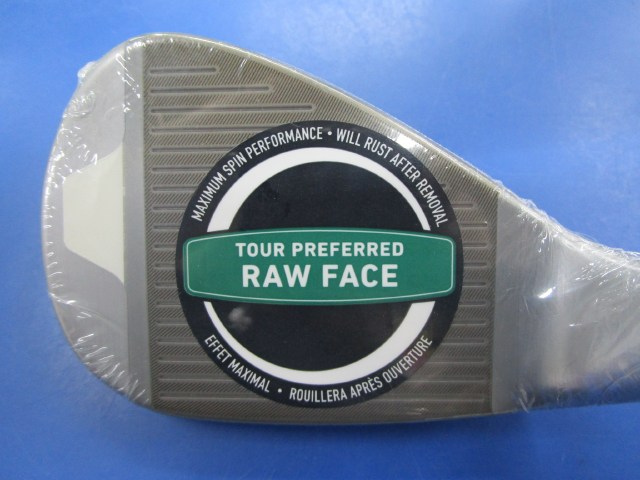 MAXIMUM SPIN PERFORMANCE • WILL RUST AFTER REMOVAL
TOUR PREFERRED
RAW FACE
EFFET MAXIMAL • ROUILLERA APRÈS OUVERTURE